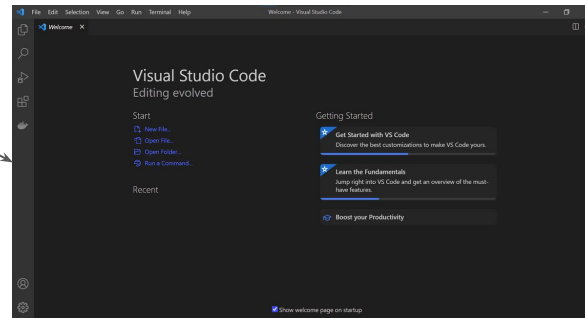 File Edit Selection View Go Run Terminal Help
Welcome - Visual Studio Code
Welcome
Visual Studio Code
Editing evolved
Start
New File...
Open File...
Open Folder...
Run a Command...
Recent
Getting Started
Get Started with VS Code
Discover the best customizations to make VS Code yours.
Learn the Fundamentals
Jump right into VS Code and get an overview of the must-
have features.
Boost your Productivity
Show welcome page on startup